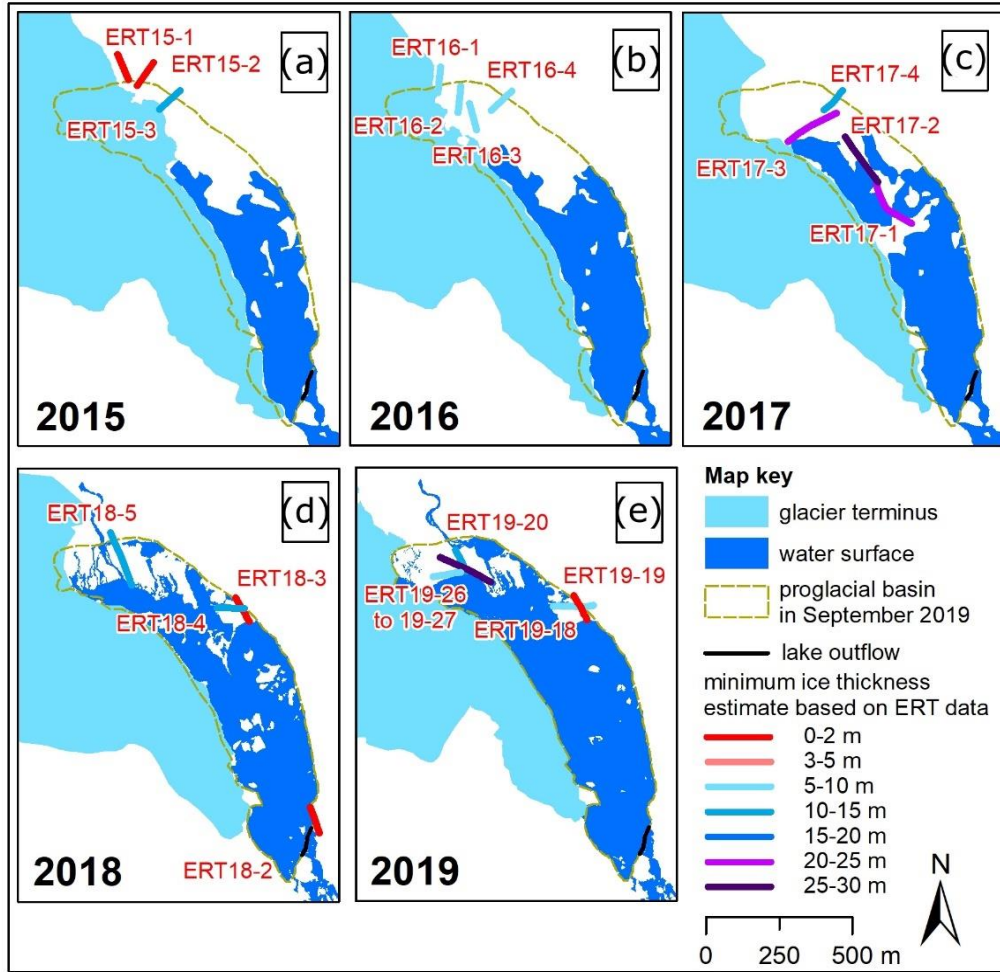 ERT15-1
ERT15-2
(a)
ERT15-3
2015
ERT16-1
ERT16-4
(b)
ERT16-2
ERT16-3
2016
(c)
ERT17-4
ERT17-2
ERT17-3
ERT17-1
2017
ERT18-5
(d)
ERT18-3
ERT18-4
2018
ERT18-2
(e)
ERT19-20
ERT19-19
ERT19-26
to 19-27
ERT19-18
2019
Map key
glacier terminus
water surface
proglacial basin
in September 2019
lake outflow
minimum ice thickness
estimate based on ERT data
0-2 m
3-5 m
5-10 m
10-15 m
15-20 m
20-25 m
25-30 m
N
0 250 500 m